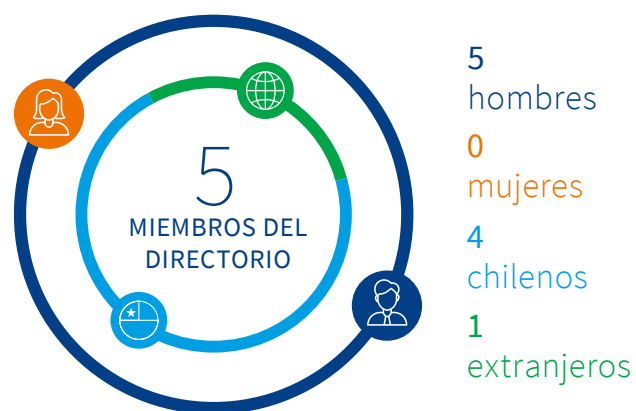 5
MIEMBROS DEL
DIRECTORIO
5
hombres
0
mujeres
4
chilenos
1
extranjeros